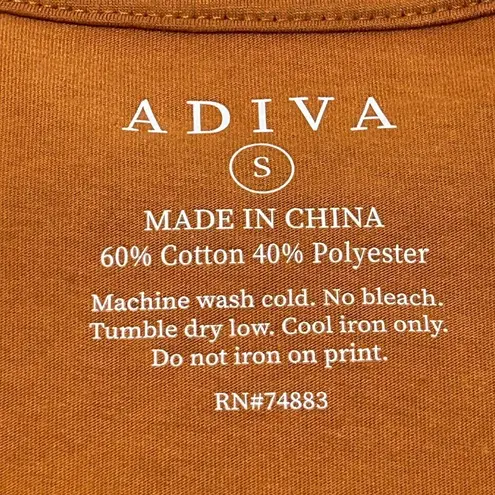 ADIVA
S
MADE IN CHINA
60% Cotton 40% Polyester
Machine wash cold. No bleach.
Tumble dry low. Cool iron only.
Do not iron on print.
RN#74883